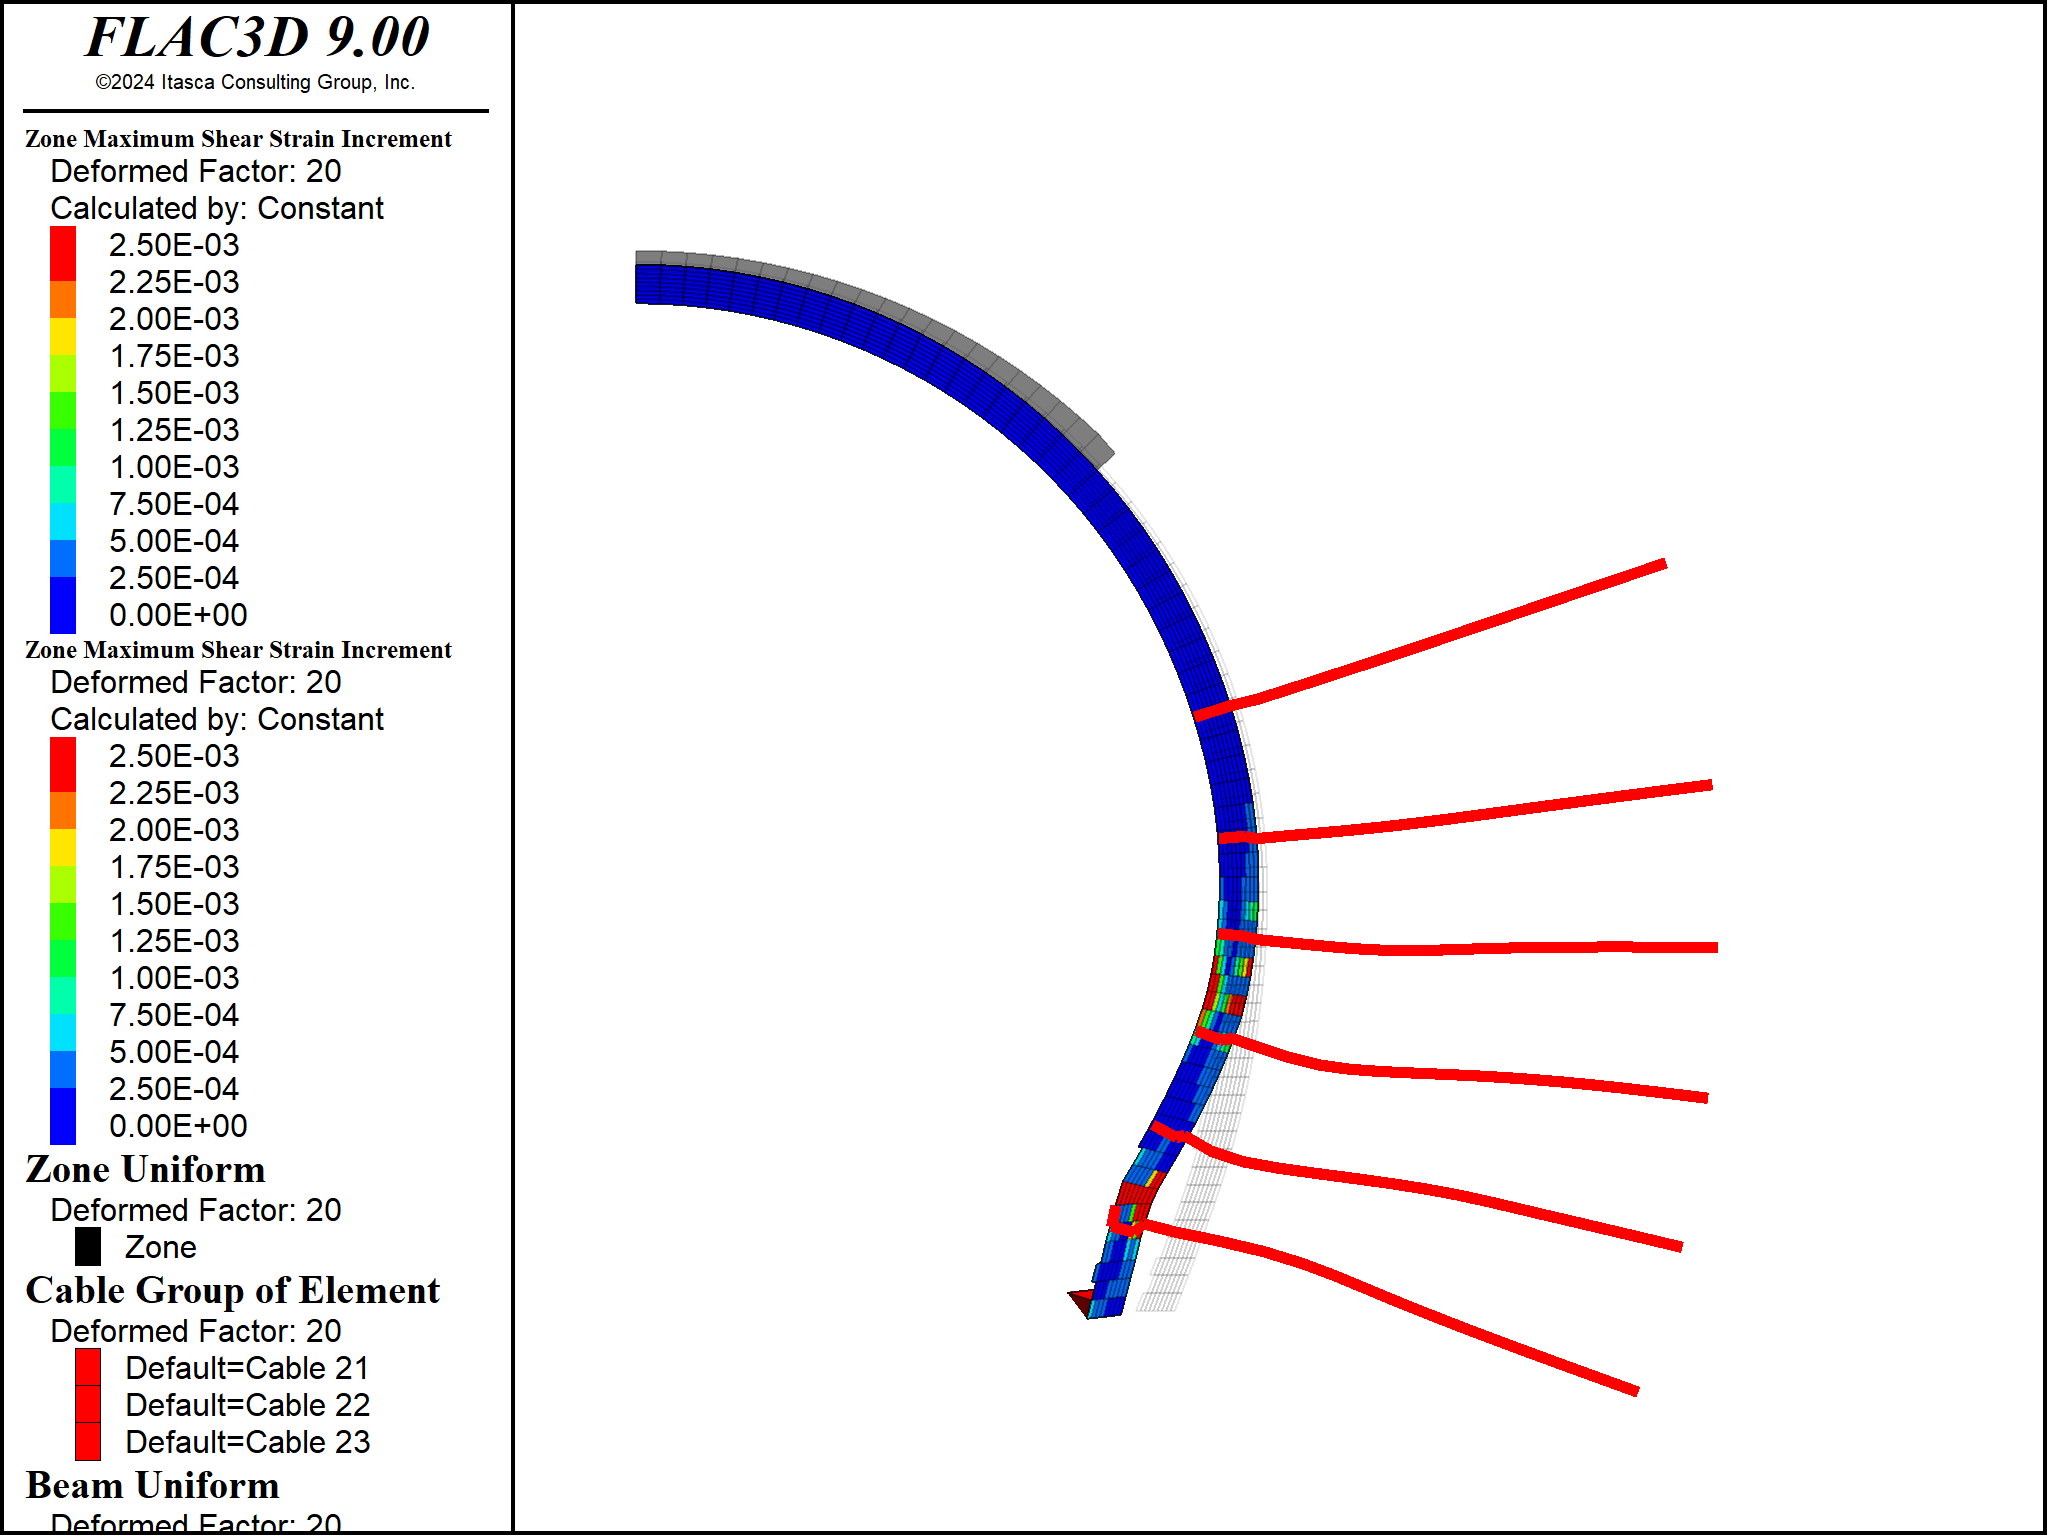 FLAC3D 9.00
©2024 Itasca Consulting Group, Inc.
Zone Maximum Shear Strain Increment
Deformed Factor: 20
Calculated by: Constant
2.50E-03
2.25E-03
2.00E-03
1.75E-03
1.50E-03
1.25E-03
1.00E-03
7.50E-04
5.00E-04
2.50E-04
0.00E+00
Zone Maximum Shear Strain Increment
Deformed Factor: 20
Calculated by: Constant
2.50E-03
2.25E-03
2.00E-03
1.75E-03
1.50E-03
1.25E-03
1.00E-03
7.50E-04
5.00E-04
2.50E-04
0.00E+00
Zone Uniform
Deformed Factor: 20
Zone
Cable Group of Element
Deformed Factor: 20
Default=Cable 21
Default=Cable 22
Default=Cable 23
Beam Uniform
Deformed Factor: 20